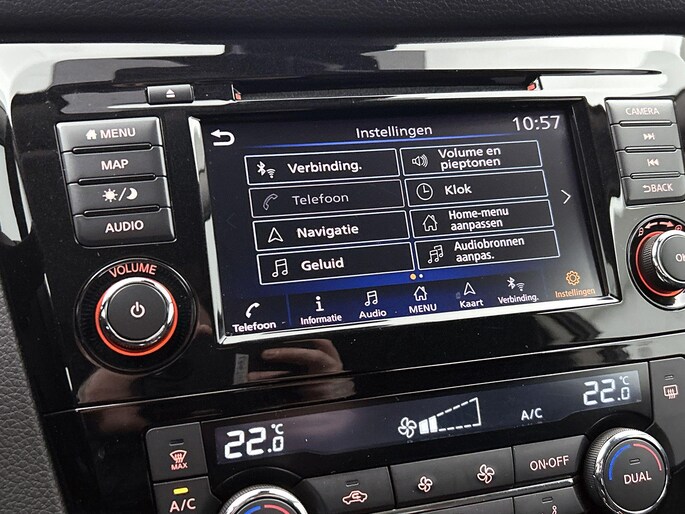 MENU
MAP
AUDIO
VOLUME
Instellingen
10:57
Verbinding.
Volume en
pieptonen
Telefoon
Klok
Navigatie
Home-menu
aanpassen
Geluid
Audiobronnen
aanpas.
Telefoon
Informatie
Audio
MENU
Kaart
Verbinding.
Instellingen
CAMERA
BACK
22.0 °C
A/C
22.0 °C
MAX
A/C
ON·OFF
DUAL